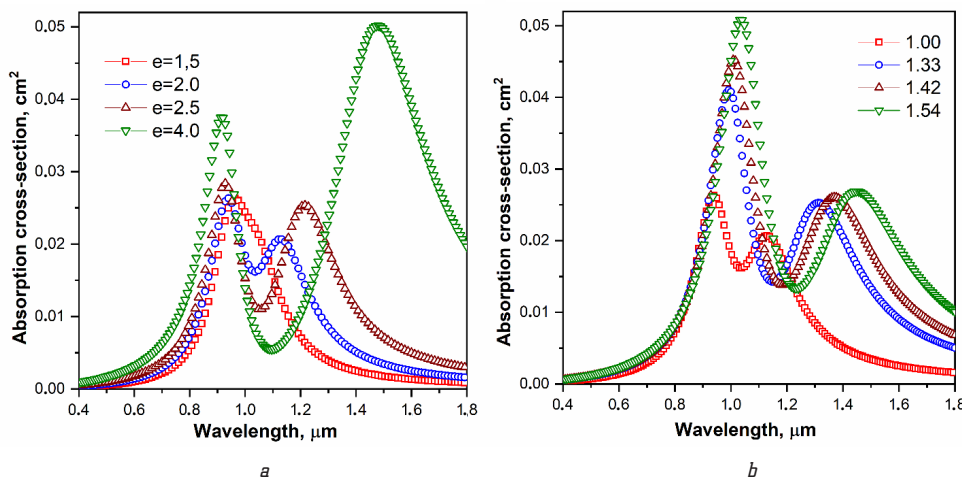 Absorption cross-section, cm²
0.05
0.04
0.03
0.02
0.01
0.00
e=1,5
e=2.0
e=2.5
e=4.0
0.4 0.6 0.8 1.0 1.2 1.4 1.6 1.8
Wavelength, μm
a
Absorption cross-section, cm²
0.05
0.04
0.03
0.02
0.01
0.00
1.00
1.33
1.42
1.54
0.4 0.6 0.8 1.0 1.2 1.4 1.6 1.8
Wavelength, μm
b